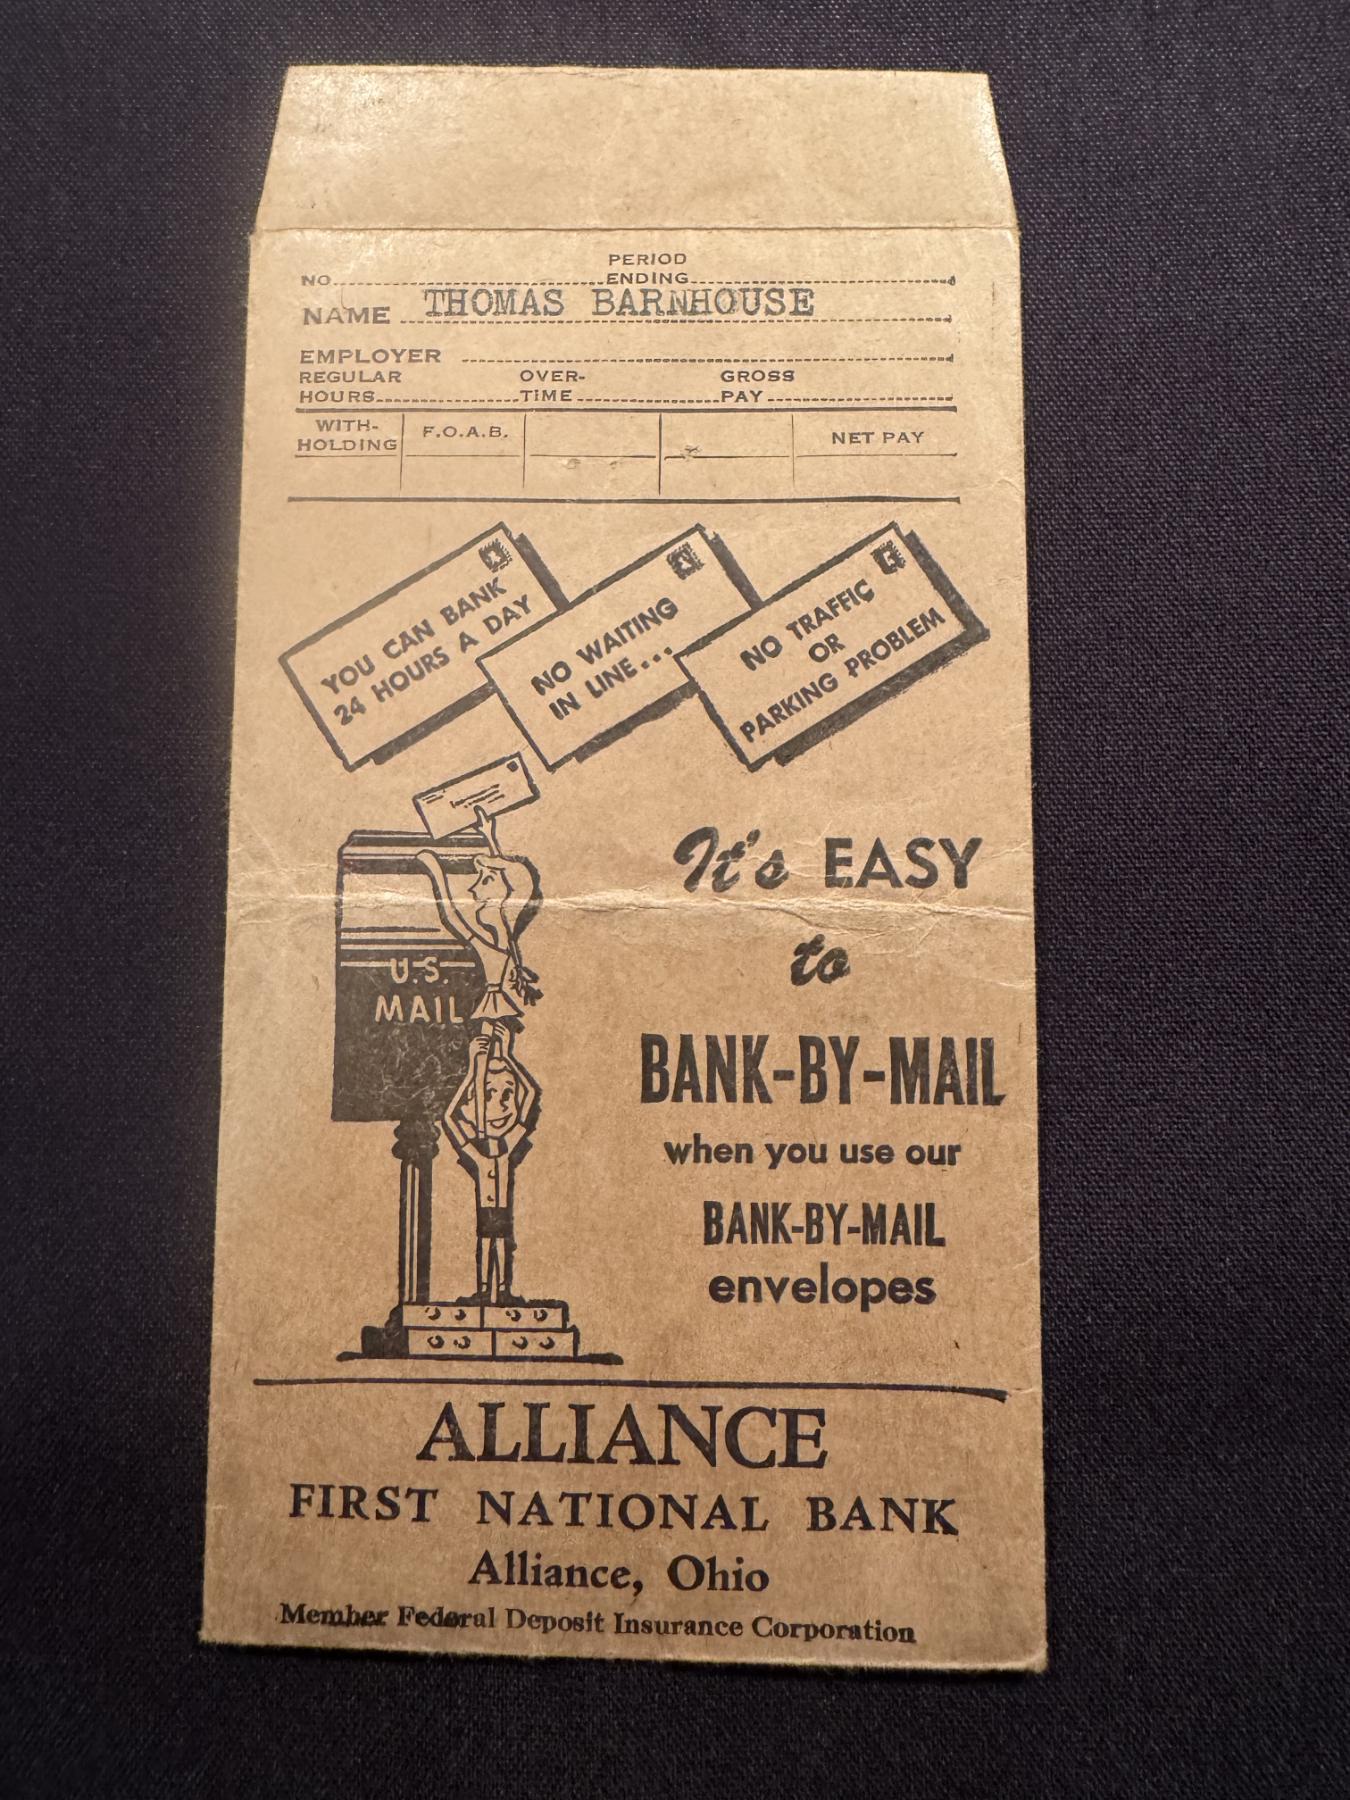 PERIOD
NO. ENDING
NAME THOMAS BARNHOUSE
EMPLOYER
REGULAR OVER- GROSS
HOURS TIME PAY
WITH-
HOLDING F.O.A.B. NET PAY
YOU CAN BANK
24 HOURS A DAY
NO WAITING
IN LINE...
NO TRAFFIC
OR
PARKING PROBLEM
U.S.
MAIL
It's EASY
to
BANK-BY-MAIL
when you use our
BANK-BY-MAIL
envelopes
ALLIANCE
FIRST NATIONAL BANK
Alliance, Ohio
Member Federal Deposit Insurance Corporation